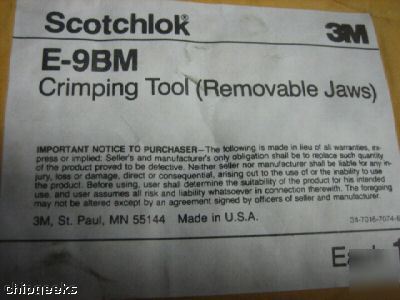 Scotchlok® 3M
E-9BM
Crimping Tool (Removable Jaws)
IMPORTANT NOTICE TO PURCHASER—The following is made in lieu of all warranties, ex-
press or implied: Seller's and manufacturer's only obligation shall be to replace such quantity
of the product proved to be defective. Neither seller nor manufacturer shall be liable for any in-
jury, loss or damage, direct or consequential, arising out of the use of or the inability to use
the product. Before using, user shall determine the suitability of the product for his intended
use, and user assumes all risk and liability whatsoever in connection therewith. The foregoing
may not be altered except by an agreement signed by officers of seller and manufacturer.
3M, St. Paul, MN 55144 Made in U.S.A. 34-7016-7074-6
chipgeeks